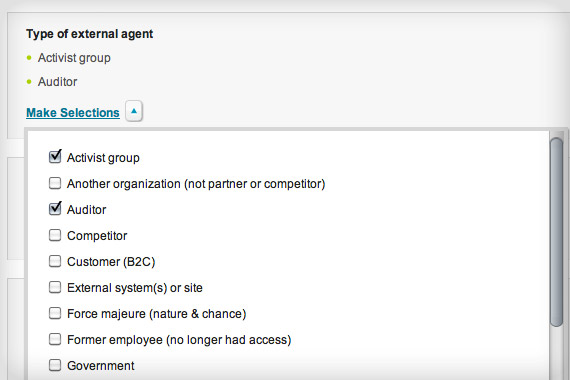 Type of external agent
Activist group
Auditor
Make Selections
Activist group
Another organization (not partner or competitor)
Auditor
Competitor
Customer (B2C)
External system(s) or site
Force majeure (nature & chance)
Former employee (no longer had access)
Government